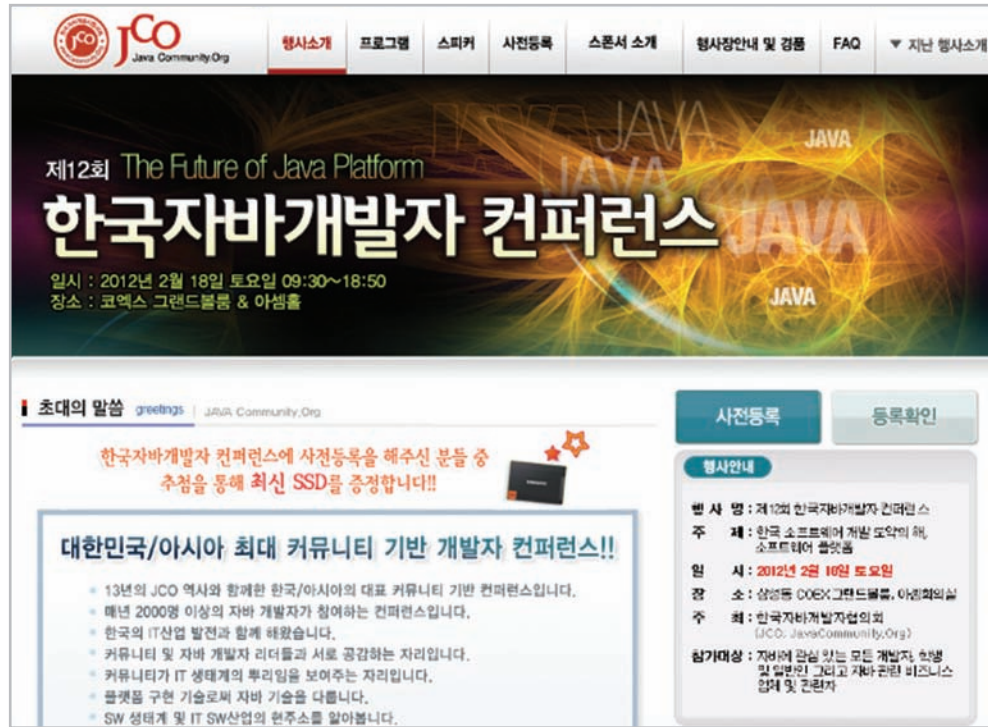 JCO
Java Community.Org
행사소개 프로그램 스피커 사전등록 스폰서 소개 행사장안내 및 경품 FAQ ▼ 지난 행사소개
JAVA
JAVA
JAVA
JAVA
JAVA
JAVA
제12회 The Future of Java Platform
한국자바개발자 컨퍼런스
일시 : 2012년 2월 18일 토요일 09:30~18:50
장소 : 코엑스 그랜드볼룸 & 아셈홀
초대의 말씀 greetings | JAVA Community.Org
한국자바개발자 컨퍼런스에 사전등록을 해주신 분들 중
추첨을 통해 최신 SSD를 증정합니다!!
대한민국/아시아 최대 커뮤니티 기반 개발자 컨퍼런스!!
13년의 JCO 역사와 함께한 한국/아시아의 대표 커뮤니티 기반 컨퍼런스입니다.
매년 2000명 이상의 자바 개발자가 참여하는 컨퍼런스입니다.
한국의 IT산업 발전과 함께 해왔습니다.
커뮤니티 및 자바 개발자 리더들과 서로 공감하는 자리입니다.
커뮤니티가 IT 생태계의 뿌리임을 보여주는 자리입니다.
플랫폼 구현 기술로써 자바 기술을 다룹니다.
SW 생태계 및 IT SW산업의 현주소를 알아봅니다.
사전등록 등록확인
행사안내
행 사 명 : 제12회 한국자바개발자 컨퍼런스
주 제 : 한국 소프트웨어 개발 도약의 해,
소프트웨어 플랫폼
일 시 : 2012년 2월 18일 토요일
장 소 : 삼성동 COEX 그랜드볼룸, 아셈회의실
주 최 : 한국자바개발자협의회
(JCO: JavaCommunity.Org)
참가대상 : 자바에 관심 있는 모든 개발자, 학생
및 일반인 그리고 자바 관련 비즈니스
업체 및 관련자